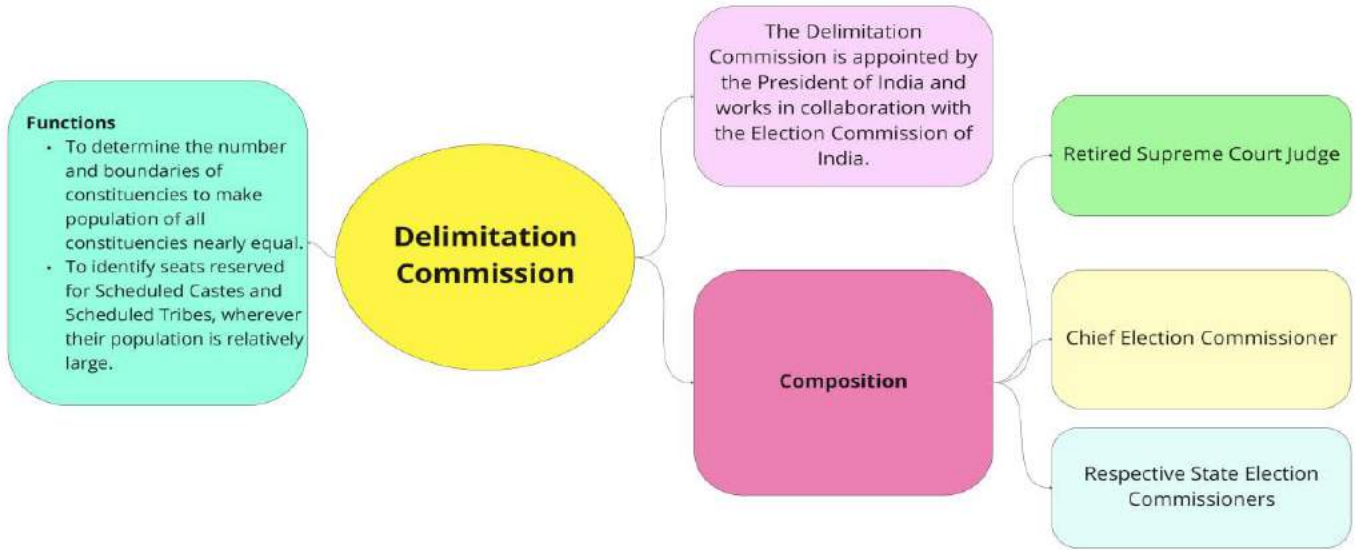 Functions
• To determine the number
and boundaries of
constituencies to make
population of all
constituencies nearly equal.
• To identify seats reserved
for Scheduled Castes and
Scheduled Tribes, wherever
their population is relatively
large.
Delimitation
Commission
The Delimitation
Commission is appointed by
the President of India and
works in collaboration with
the Election Commission of
India.
Composition
Retired Supreme Court Judge
Chief Election Commissioner
Respective State Election
Commissioners